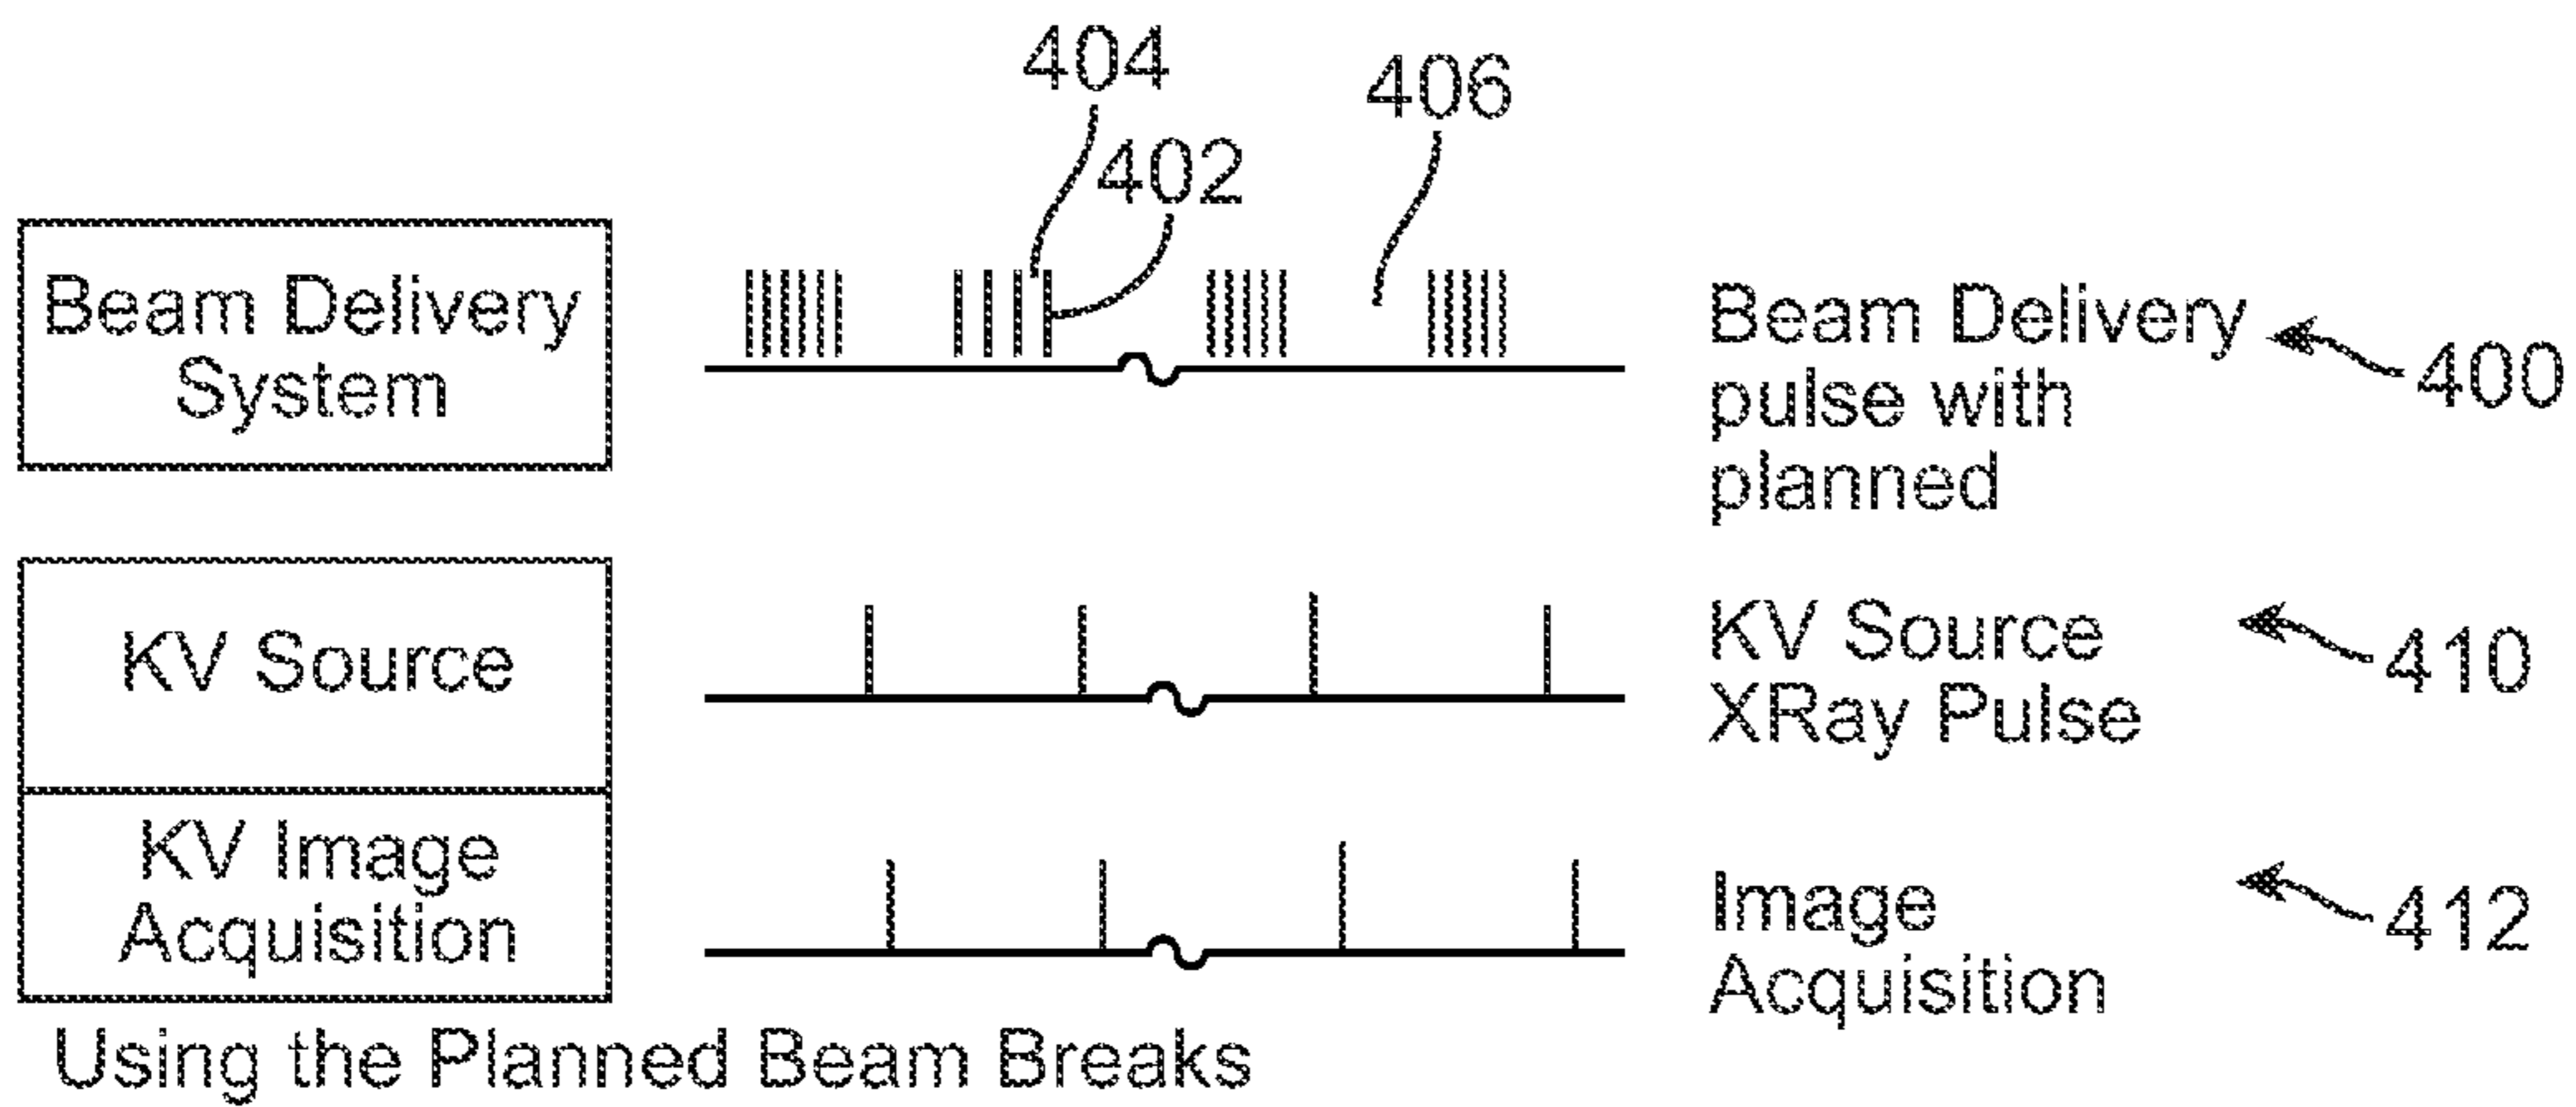 404
406
402
Beam Delivery
System
Beam Delivery
pulse with
planned
400
KV Source
KV Source
XRay Pulse
410
KV Image
Acquisition
Image
Acquisition
412
Using the Planned Beam Breaks